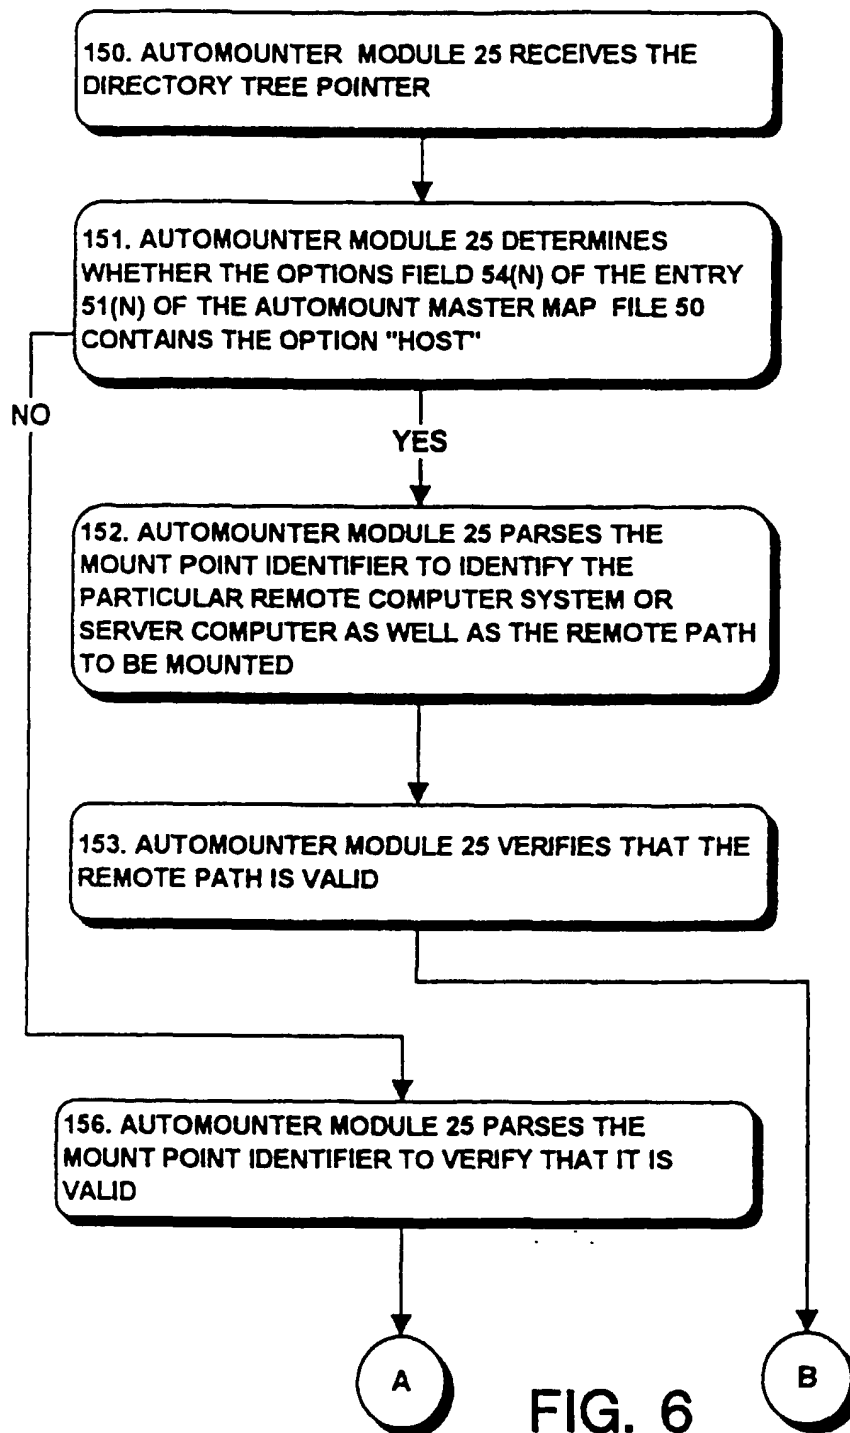 150. AUTOMOUNTER MODULE 25 RECEIVES THE
DIRECTORY TREE POINTER
151. AUTOMOUNTER MODULE 25 DETERMINES
WHETHER THE OPTIONS FIELD 54(N) OF THE ENTRY
51(N) OF THE AUTOMOUNT MASTER MAP FILE 50
CONTAINS THE OPTION "HOST"
NO
YES
152. AUTOMOUNTER MODULE 25 PARSES THE
MOUNT POINT IDENTIFIER TO IDENTIFY THE
PARTICULAR REMOTE COMPUTER SYSTEM OR
SERVER COMPUTER AS WELL AS THE REMOTE PATH
TO BE MOUNTED
153. AUTOMOUNTER MODULE 25 VERIFIES THAT THE
REMOTE PATH IS VALID
156. AUTOMOUNTER MODULE 25 PARSES THE
MOUNT POINT IDENTIFIER TO VERIFY THAT IT IS
VALID
A
B
FIG. 6